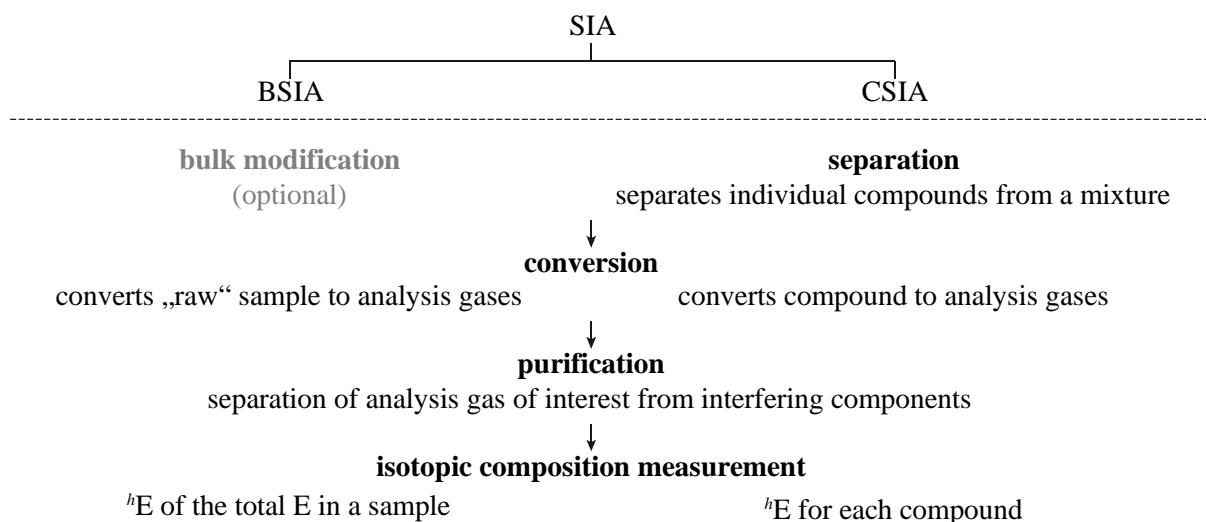 SIA
BSIA CSIA
bulk modification separation
(optional) separates individual compounds from a mixture
conversion
converts „raw“ sample to analysis gases converts compound to analysis gases
purification
separation of analysis gas of interest from interfering components
isotopic composition measurement
ʰE of the total E in a sample ʰE for each compound